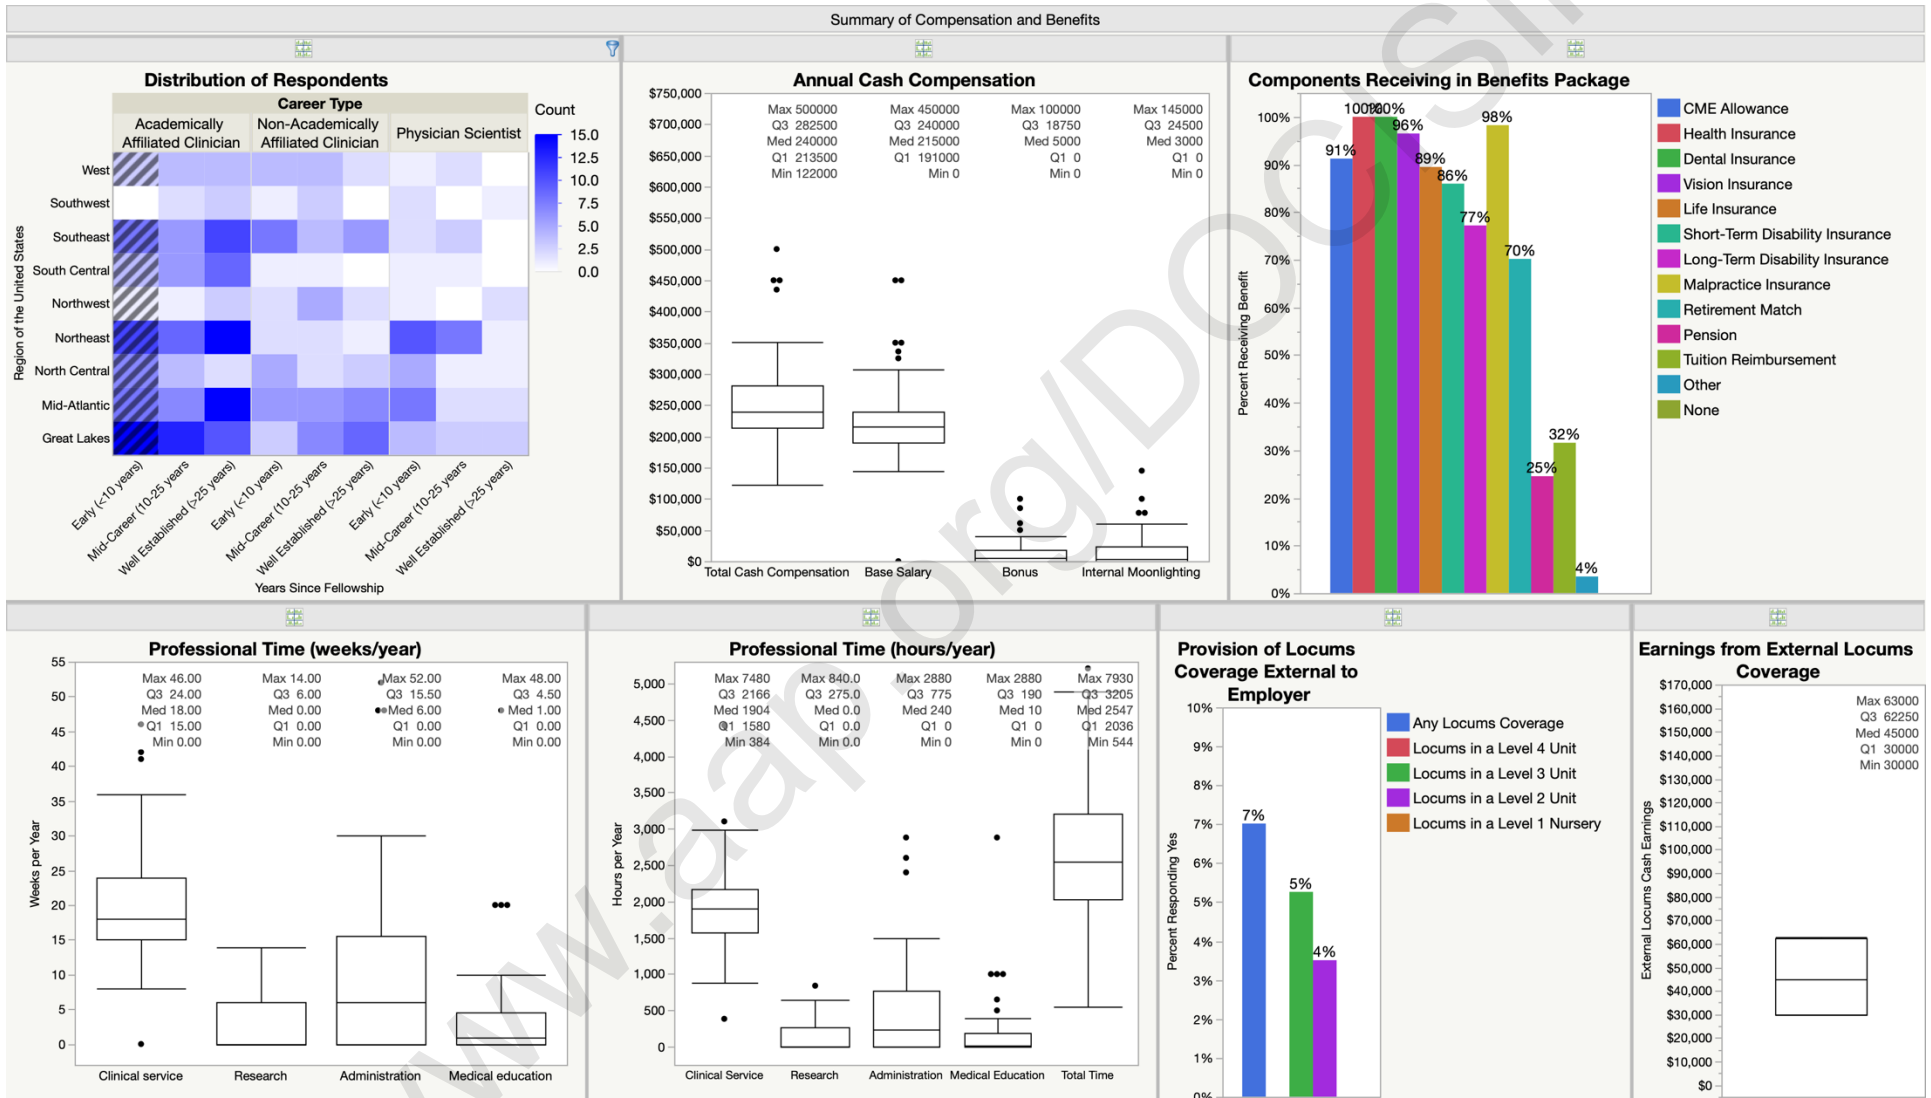 Summary of Compensation and Benefits
Distribution of Respondents
Career Type
Academically
Affiliated Clinician
Non-Academically
Affiliated Clinician
Physician Scientist
Count
15.0
12.5
10.0
7.5
5.0
2.5
0.0
Region of the United States
West
Southwest
Southeast
South Central
Northwest
Northeast
North Central
Mid-Atlantic
Great Lakes
Early (<10 years)
Mid-Career (10-25 years
Well Established (>25 years)
Early (<10 years)
Mid-Career (10-25 years
Well Established (>25 years)
Early (<10 years)
Mid-Career (10-25 years
Well Established (>25 years)
Years Since Fellowship
Annual Cash Compensation
$750,000
$700,000
$650,000
$600,000
$550,000
$500,000
$450,000
$400,000
$350,000
$300,000
$250,000
$200,000
$150,000
$100,000
$50,000
$0
Max 500000
Q3 282500
Med 240000
Q1 213500
Min 122000
Max 450000
Q3 240000
Med 215000
Q1 191000
Min 0
Max 100000
Q3 18750
Med 5000
Q1 0
Min 0
Max 145000
Q3 24500
Med 3000
Q1 0
Min 0
Total Cash Compensation
Base Salary
Bonus
Internal Moonlighting
Components Receiving in Benefits Package
Percent Receiving Benefit
100%
90%
80%
70%
60%
50%
40%
30%
20%
10%
0%
91%
100%
100%
96%
89%
86%
77%
98%
70%
25%
32%
4%
CME Allowance
Health Insurance
Dental Insurance
Vision Insurance
Life Insurance
Short-Term Disability Insurance
Long-Term Disability Insurance
Malpractice Insurance
Retirement Match
Pension
Tuition Reimbursement
Other
None
Professional Time (weeks/year)
Weeks per Year
55
50
45
40
35
30
25
20
15
10
5
0
Max 46.00
Q3 24.00
Med 18.00
Q1 15.00
Min 0.00
Max 14.00
Q3 6.00
Med 0.00
Q1 0.00
Min 0.00
Max 52.00
Q3 15.50
Med 6.00
Q1 0.00
Min 0.00
Max 48.00
Q3 4.50
Med 1.00
Q1 0.00
Min 0.00
Clinical service
Research
Administration
Medical education
Professional Time (hours/year)
Hours per Year
5,000
4,500
4,000
3,500
3,000
2,500
2,000
1,500
1,000
500
0
Max 7480
Q3 2166
Med 1904
Q1 1580
Min 384
Max 840.0
Q3 275.0
Med 0.0
Q1 0.0
Min 0.0
Max 2880
Q3 775
Med 240
Q1 0
Min 0
Max 2880
Q3 190
Med 10
Q1 0
Min 0
Max 7930
Q3 3205
Med 2547
Q1 2036
Min 544
Clinical Service
Research
Administration
Medical Education
Total Time
Provision of Locums
Coverage External to
Employer
Percent Responding Yes
10%
9%
8%
7%
6%
5%
4%
3%
2%
1%
0%
7%
5%
4%
Any Locums Coverage
Locums in a Level 4 Unit
Locums in a Level 3 Unit
Locums in a Level 2 Unit
Locums in a Level 1 Nursery
Earnings from External Locums
Coverage
External Locums Cash Earnings
$170,000
$160,000
$150,000
$140,000
$130,000
$120,000
$110,000
$100,000
$90,000
$80,000
$70,000
$60,000
$50,000
$40,000
$30,000
$20,000
$10,000
$0
Max 63000
Q3 62250
Med 45000
Q1 30000
Min 30000
www.aap.org/DOCSi